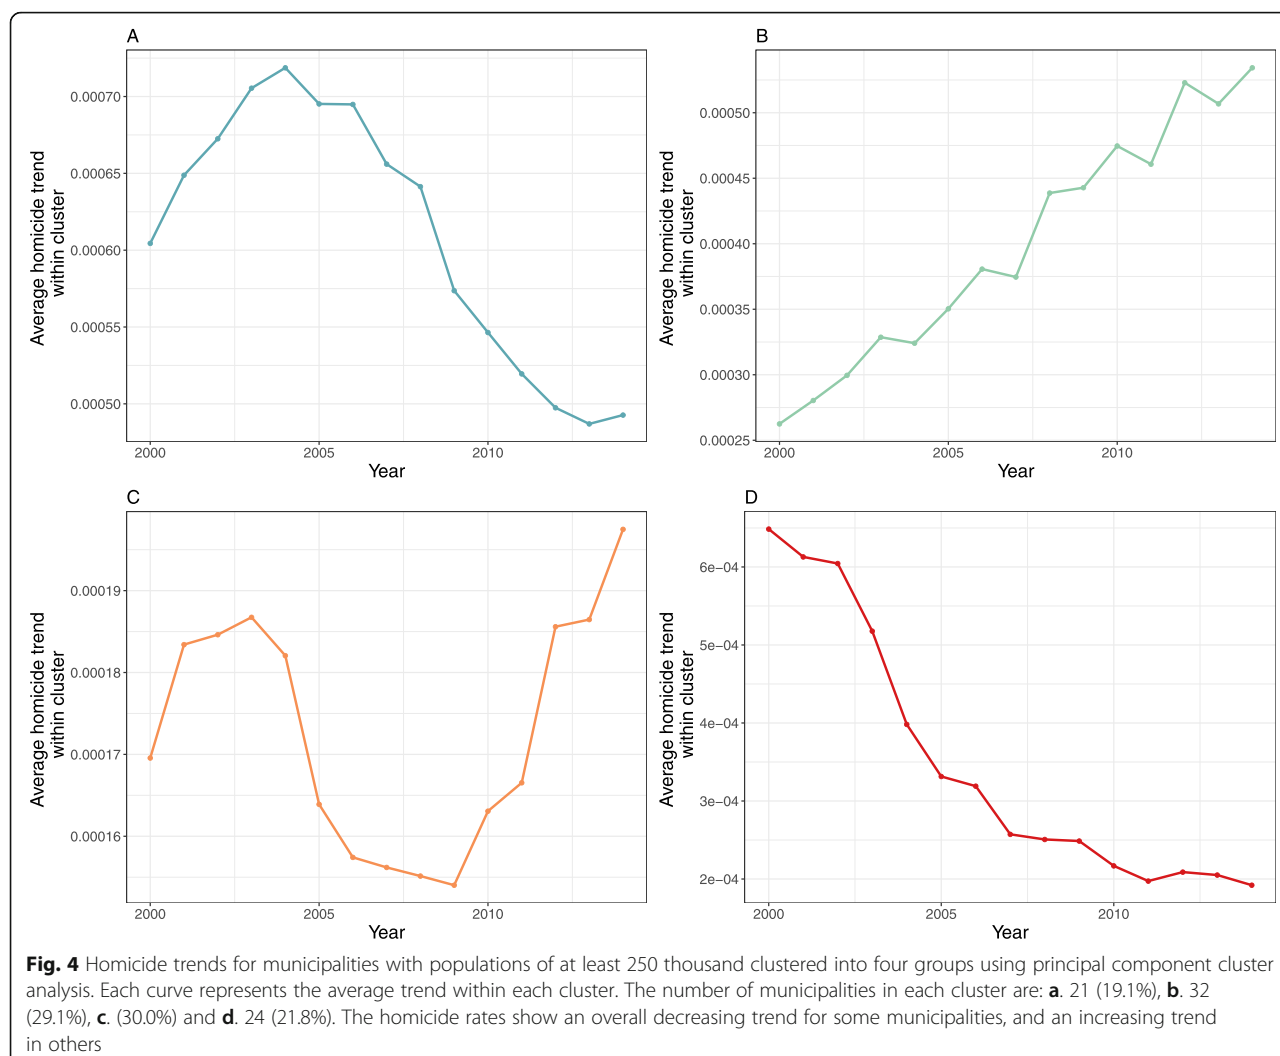 A
Average homicide trend
within cluster
0.00070
0.00065
0.00060
0.00055
0.00050
2000
2005
2010
Year
B
Average homicide trend
within cluster
0.00050
0.00045
0.00040
0.00035
0.00030
0.00025
2000
2005
2010
Year
C
Average homicide trend
within cluster
0.00019
0.00018
0.00017
0.00016
2000
2005
2010
Year
D
Average homicide trend
within cluster
6e−04
5e−04
4e−04
3e−04
2e−04
2000
2005
2010
Year
Fig. 4 Homicide trends for municipalities with populations of at least 250 thousand clustered into four groups using principal component cluster
analysis. Each curve represents the average trend within each cluster. The number of municipalities in each cluster are: a. 21 (19.1%), b. 32
(29.1%), c. (30.0%) and d. 24 (21.8%). The homicide rates show an overall decreasing trend for some municipalities, and an increasing trend
in others